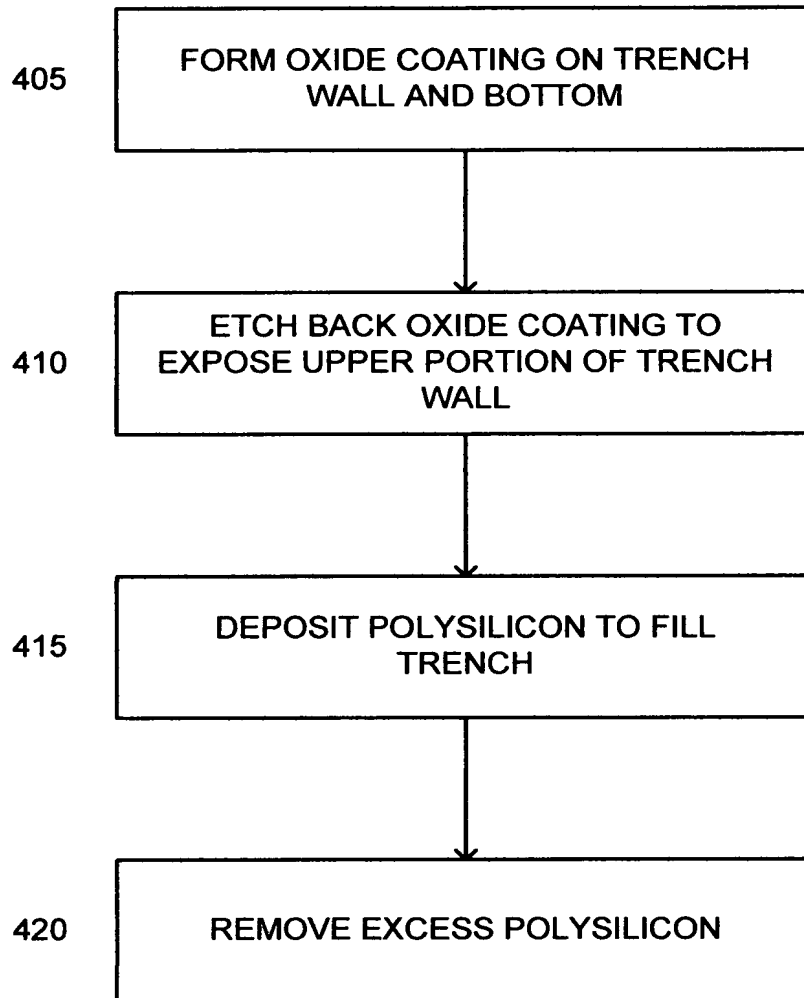 405
FORM OXIDE COATING ON TRENCH
WALL AND BOTTOM
410
ETCH BACK OXIDE COATING TO
EXPOSE UPPER PORTION OF TRENCH
WALL
415
DEPOSIT POLYSILICON TO FILL
TRENCH
420
REMOVE EXCESS POLYSILICON